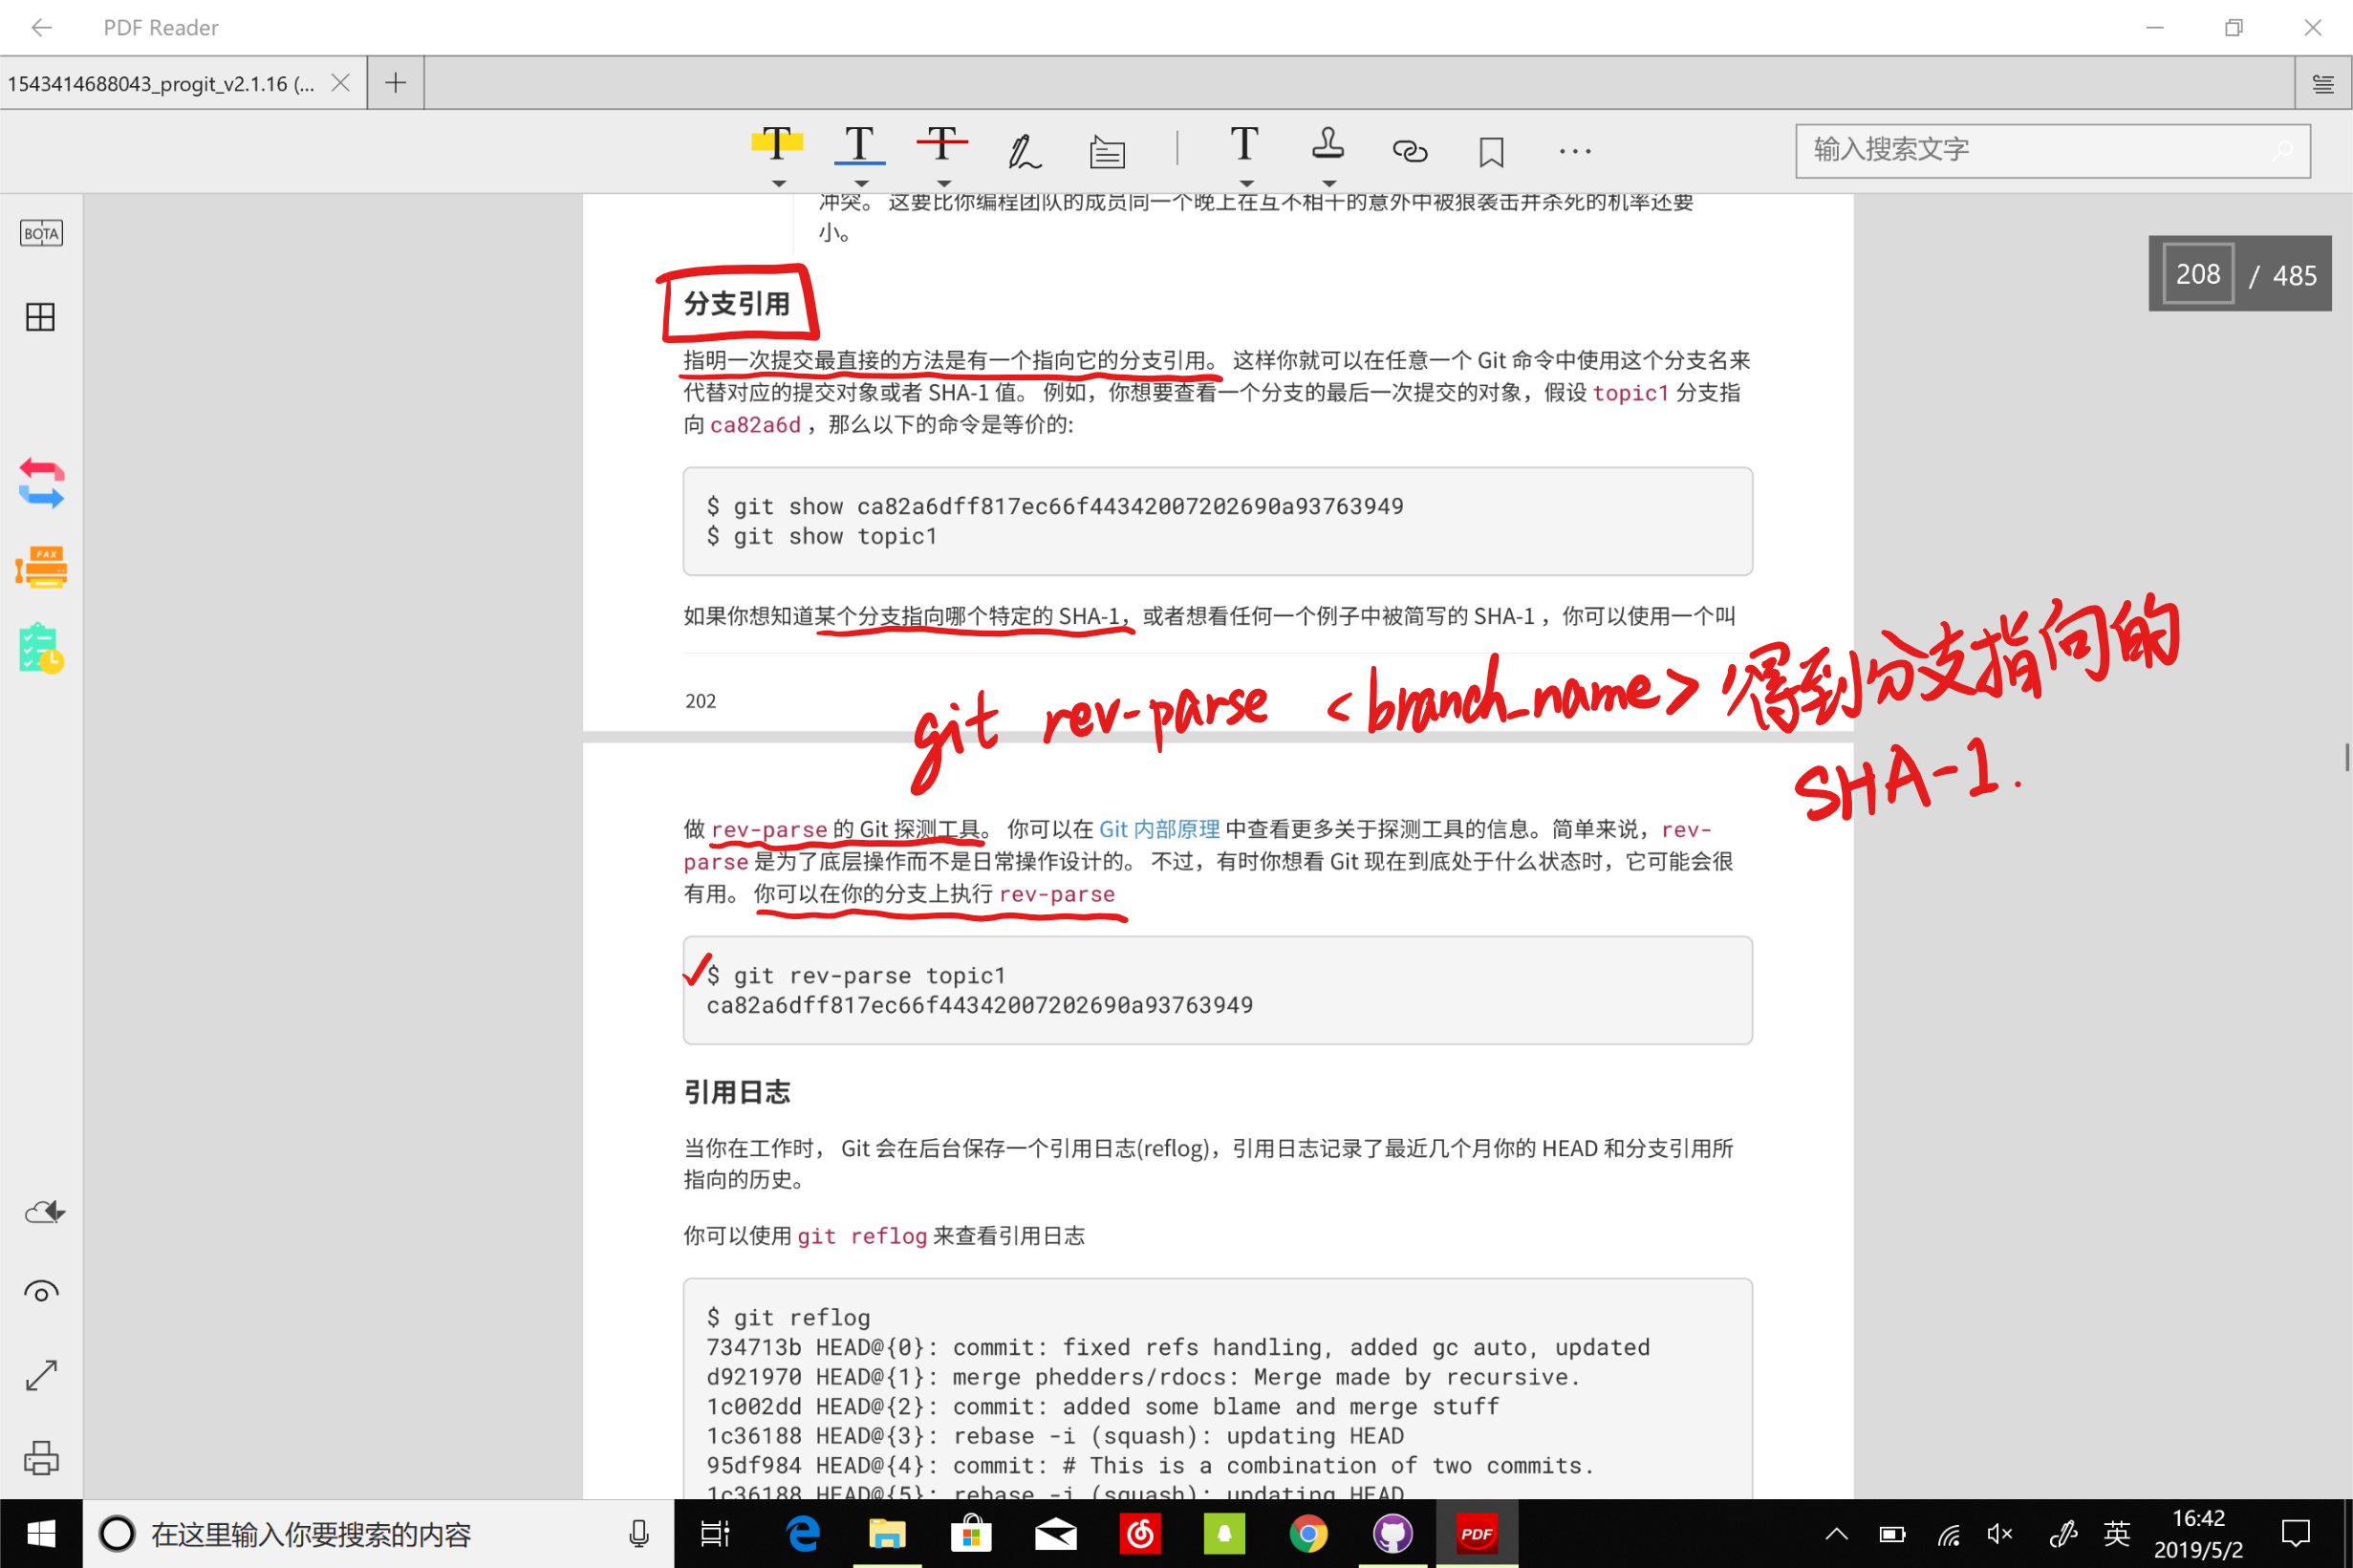 PDF Reader
1543414688043_progit_v2.1.16 (...
T T T T ...
输入搜索文字
BOTA
FAX
208 / 485
冲突。 这要比你编程团队的成员同一个晚上在互不相干的意外中被狼袭击并杀死的机率还要
小。
分支引用
指明一次提交最直接的方法是有一个指向它的分支引用。 这样你就可以在任意一个 Git 命令中使用这个分支名来
代替对应的提交对象或者 SHA-1 值。 例如，你想要查看一个分支的最后一次提交的对象，假设 topic1 分支指
向 ca82a6d ，那么以下的命令是等价的:
$ git show ca82a6dff817ec66f44342007202690a93763949
$ git show topic1
如果你想知道某个分支指向哪个特定的 SHA-1，或者想看任何一个例子中被简写的 SHA-1 ，你可以使用一个叫
202
git rev-parse <branch_name> 得到分支指向的
SHA-1.
做 rev-parse 的 Git 探测工具。 你可以在 Git 内部原理 中查看更多关于探测工具的信息。简单来说，rev-
parse 是为了底层操作而不是日常操作设计的。 不过，有时你想看 Git 现在到底处于什么状态时，它可能会很
有用。 你可以在你的分支上执行 rev-parse
$ git rev-parse topic1
ca82a6dff817ec66f44342007202690a93763949
引用日志
当你在工作时， Git 会在后台保存一个引用日志(reflog)，引用日志记录了最近几个月你的 HEAD 和分支引用所
指向的历史。
你可以使用 git reflog 来查看引用日志
$ git reflog
734713b HEAD@{0}: commit: fixed refs handling, added gc auto, updated
d921970 HEAD@{1}: merge phedders/rdocs: Merge made by recursive.
1c002dd HEAD@{2}: commit: added some blame and merge stuff
1c36188 HEAD@{3}: rebase -i (squash): updating HEAD
95df984 HEAD@{4}: commit: # This is a combination of two commits.
1c36188 HEAD@{5}: rebase -i (squash): updating HEAD
在这里输入你要搜索的内容
PDF
英
16:42
2019/5/2